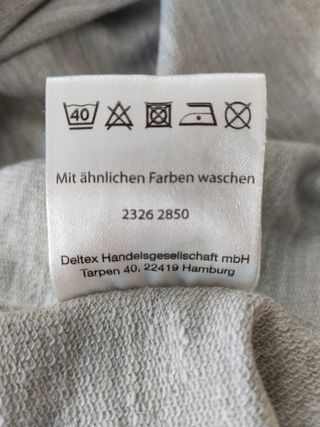 40
Mit ähnlichen Farben waschen
2326 2850
Deltex Handelsgesellschaft mbH
Tarpen 40, 22419 Hamburg